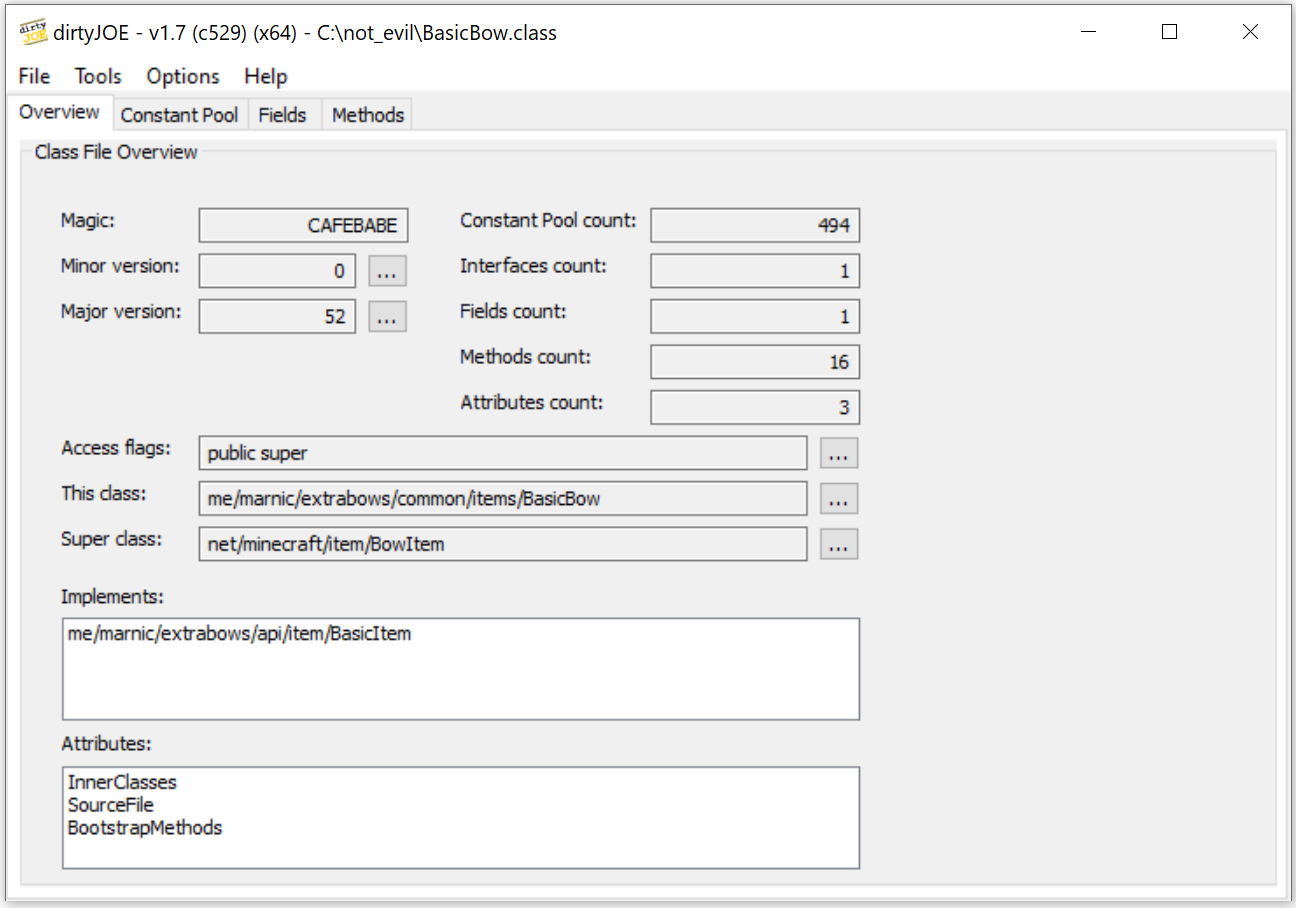 dirty JOE dirtyJOE - v1.7 (c529) (x64) - C:\not_evil\BasicBow.class
File Tools Options Help
Overview Constant Pool Fields Methods
Class File Overview
Magic: CAFEBABE Constant Pool count: 494
Minor version: 0 ... Interfaces count: 1
Major version: 52 ... Fields count: 1
Methods count: 16
Attributes count: 3
Access flags: public super ...
This class: me/marnic/extrabows/common/items/BasicBow ...
Super class: net/minecraft/item/BowItem ...
Implements:
me/marnic/extrabows/api/item/BasicItem
Attributes:
InnerClasses
SourceFile
BootstrapMethods